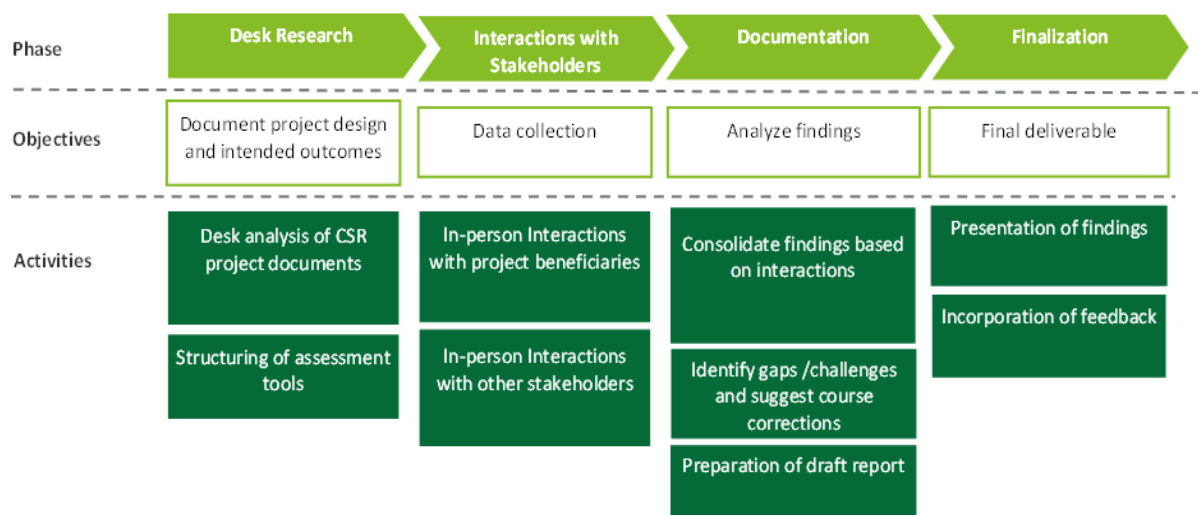 Phase
Desk Research
Interactions with
Stakeholders
Documentation
Finalization
Objectives
Document project design
and intended outcomes
Data collection
Analyze findings
Final deliverable
Activities
Desk analysis of CSR
project documents
Structuring of assessment
tools
In-person Interactions
with project beneficiaries
In-person Interactions
with other stakeholders
Consolidate findings based
on interactions
Identify gaps /challenges
and suggest course
corrections
Preparation of draft report
Presentation of findings
Incorporation of feedback